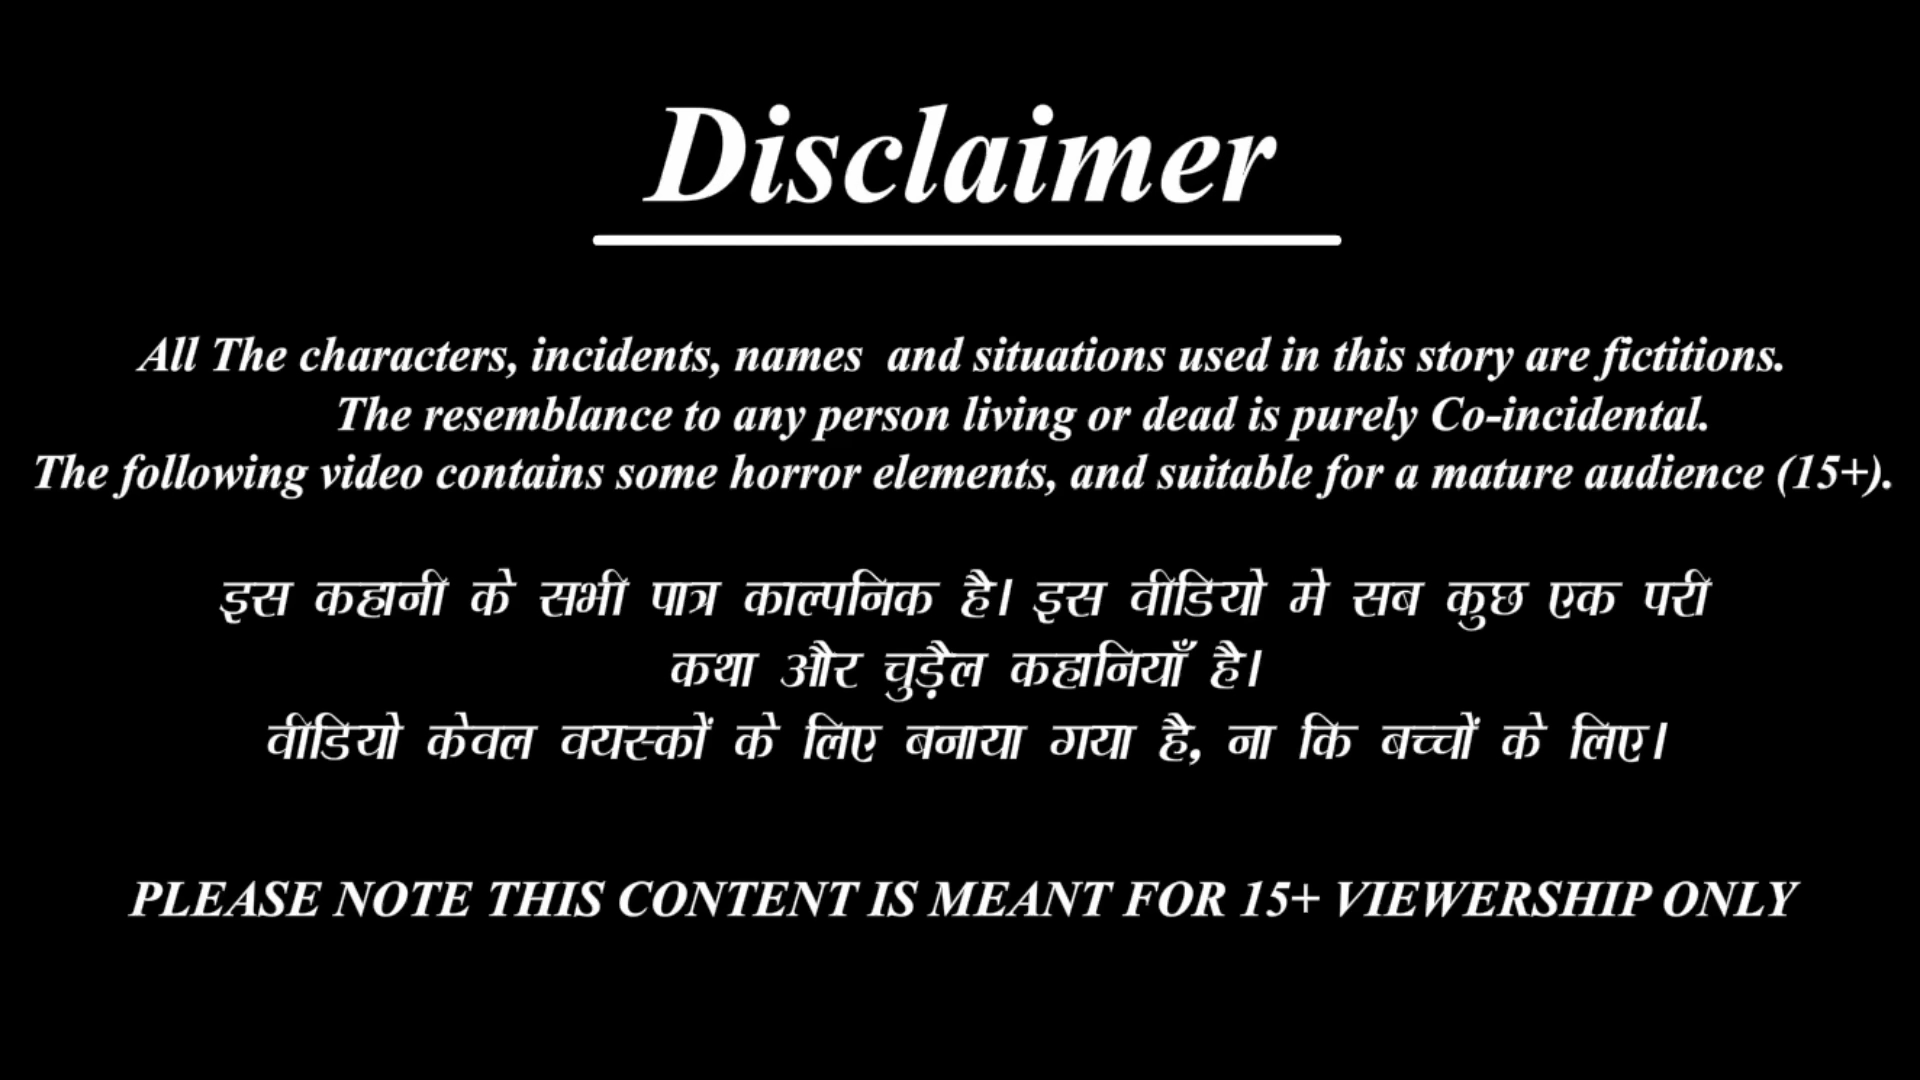 Disclaimer
All The characters, incidents, names and situations used in this story are fictitions.
The resemblance to any person living or dead is purely Co-incidental.
The following video contains some horror elements, and suitable for a mature audience (15+).
इस कहानी के सभी पात्र काल्पनिक है। इस वीडियो मे सब कुछ एक परी
कथा और चुड़ैल कहानियाँ है।
वीडियो केवल वयस्कों के लिए बनाया गया है, ना कि बच्चों के लिए।
PLEASE NOTE THIS CONTENT IS MEANT FOR 15+ VIEWERSHIP ONLY